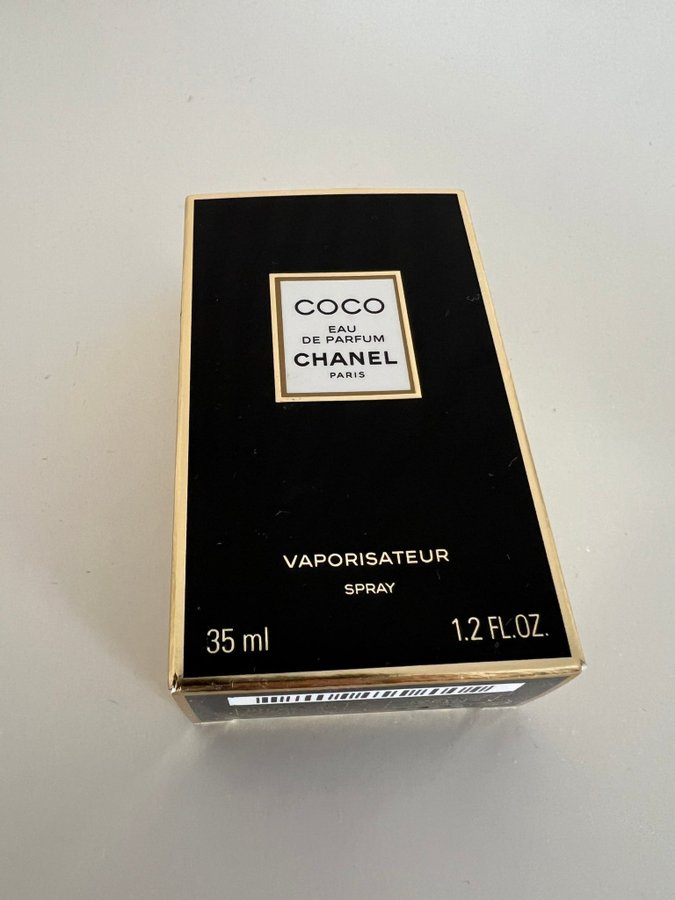 COCO
EAU
DE PARFUM
CHANEL
PARIS
VAPORISATEUR
SPRAY
35 ml
1.2 FL.OZ.